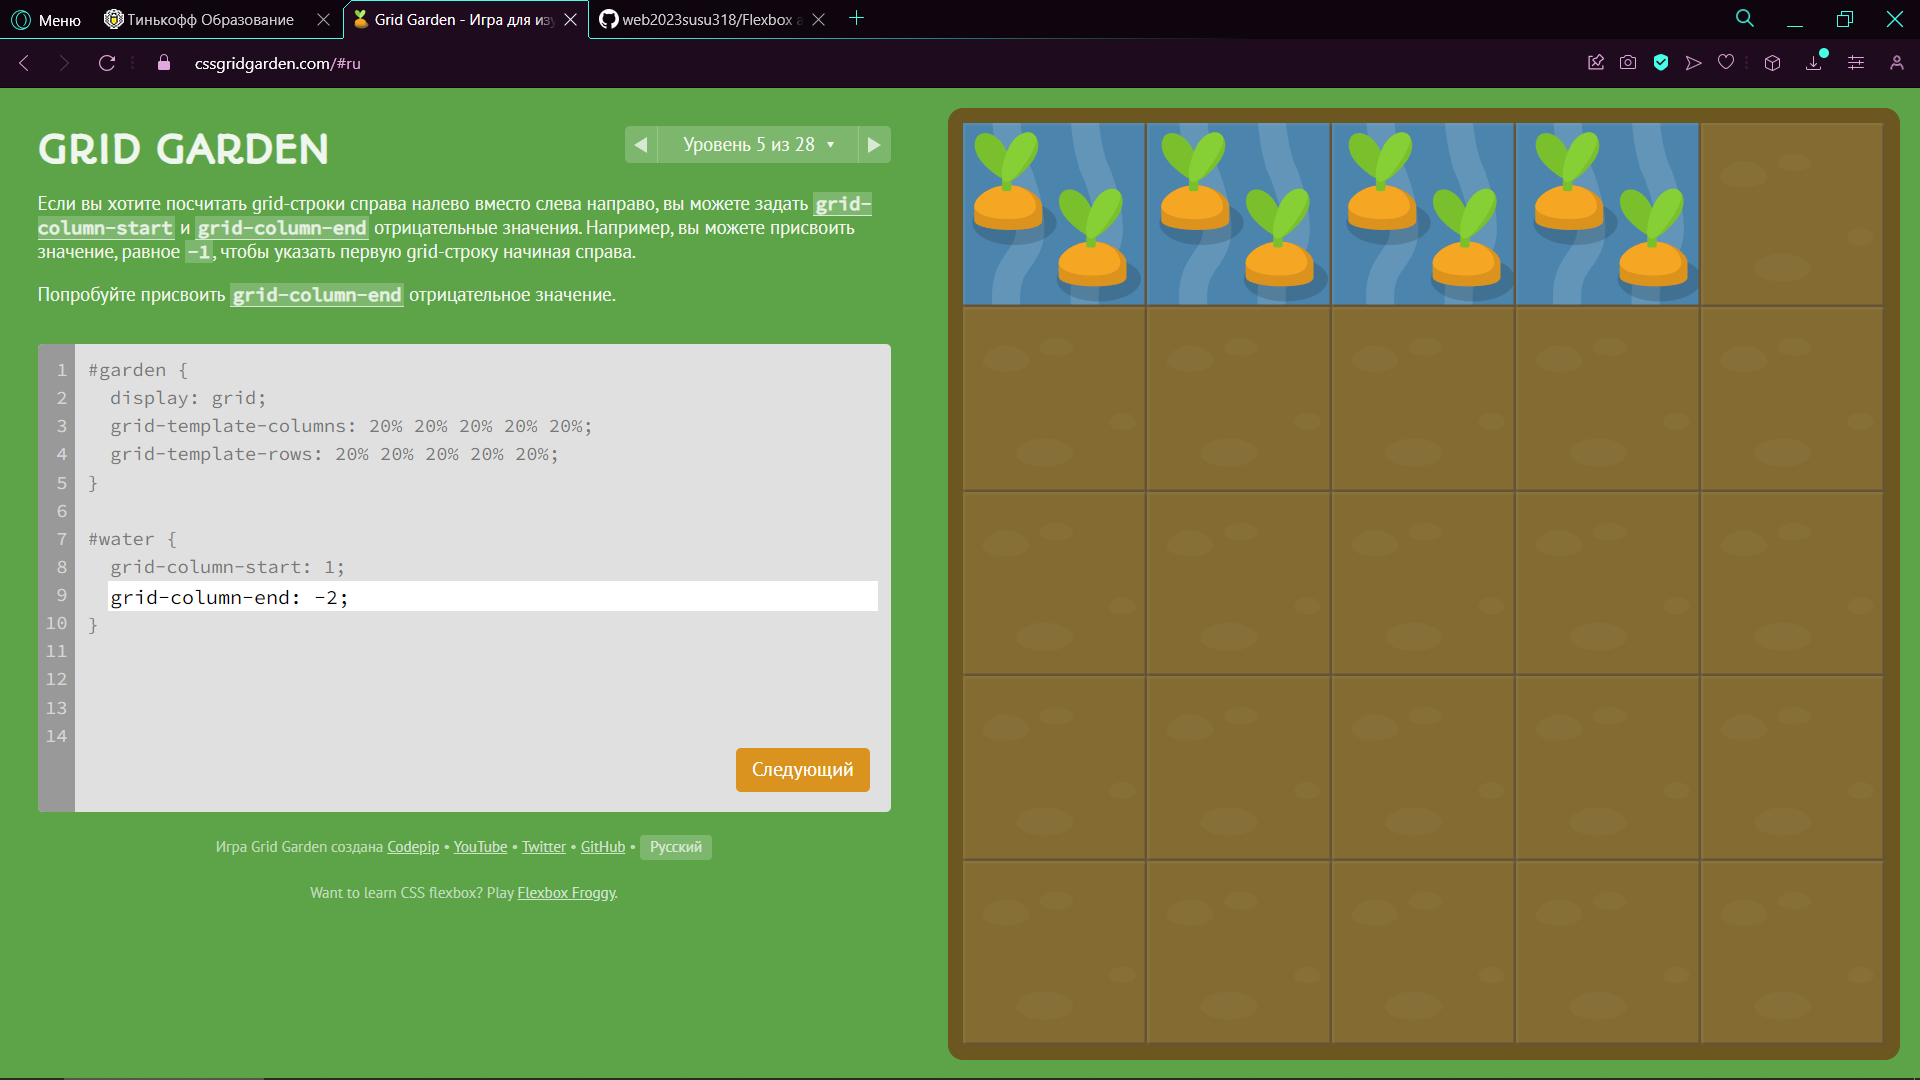 Меню
Тинькофф Образование
Grid Garden - Игра для из
web2023susu318/Flexbox a
cssgridgarden.com/#ru
GRID GARDEN
Уровень 5 из 28
Если вы хотите посчитать grid-строки справа налево вместо слева направо, вы можете задать grid-
column-start и grid-column-end отрицательные значения. Например, вы можете присвоить
значение, равное -1, чтобы указать первую grid-строку начиная справа.
Попробуйте присвоить grid-column-end отрицательное значение.
1 #garden {
2 display: grid;
3 grid-template-columns: 20% 20% 20% 20% 20%;
4 grid-template-rows: 20% 20% 20% 20% 20%;
5 }
6
7 #water {
8 grid-column-start: 1;
9 grid-column-end: -2;
10 }
11
12
13
14
Следующий
Игра Grid Garden создана Codepip • YouTube • Twitter • GitHub • Русский
Want to learn CSS flexbox? Play Flexbox Froggy.